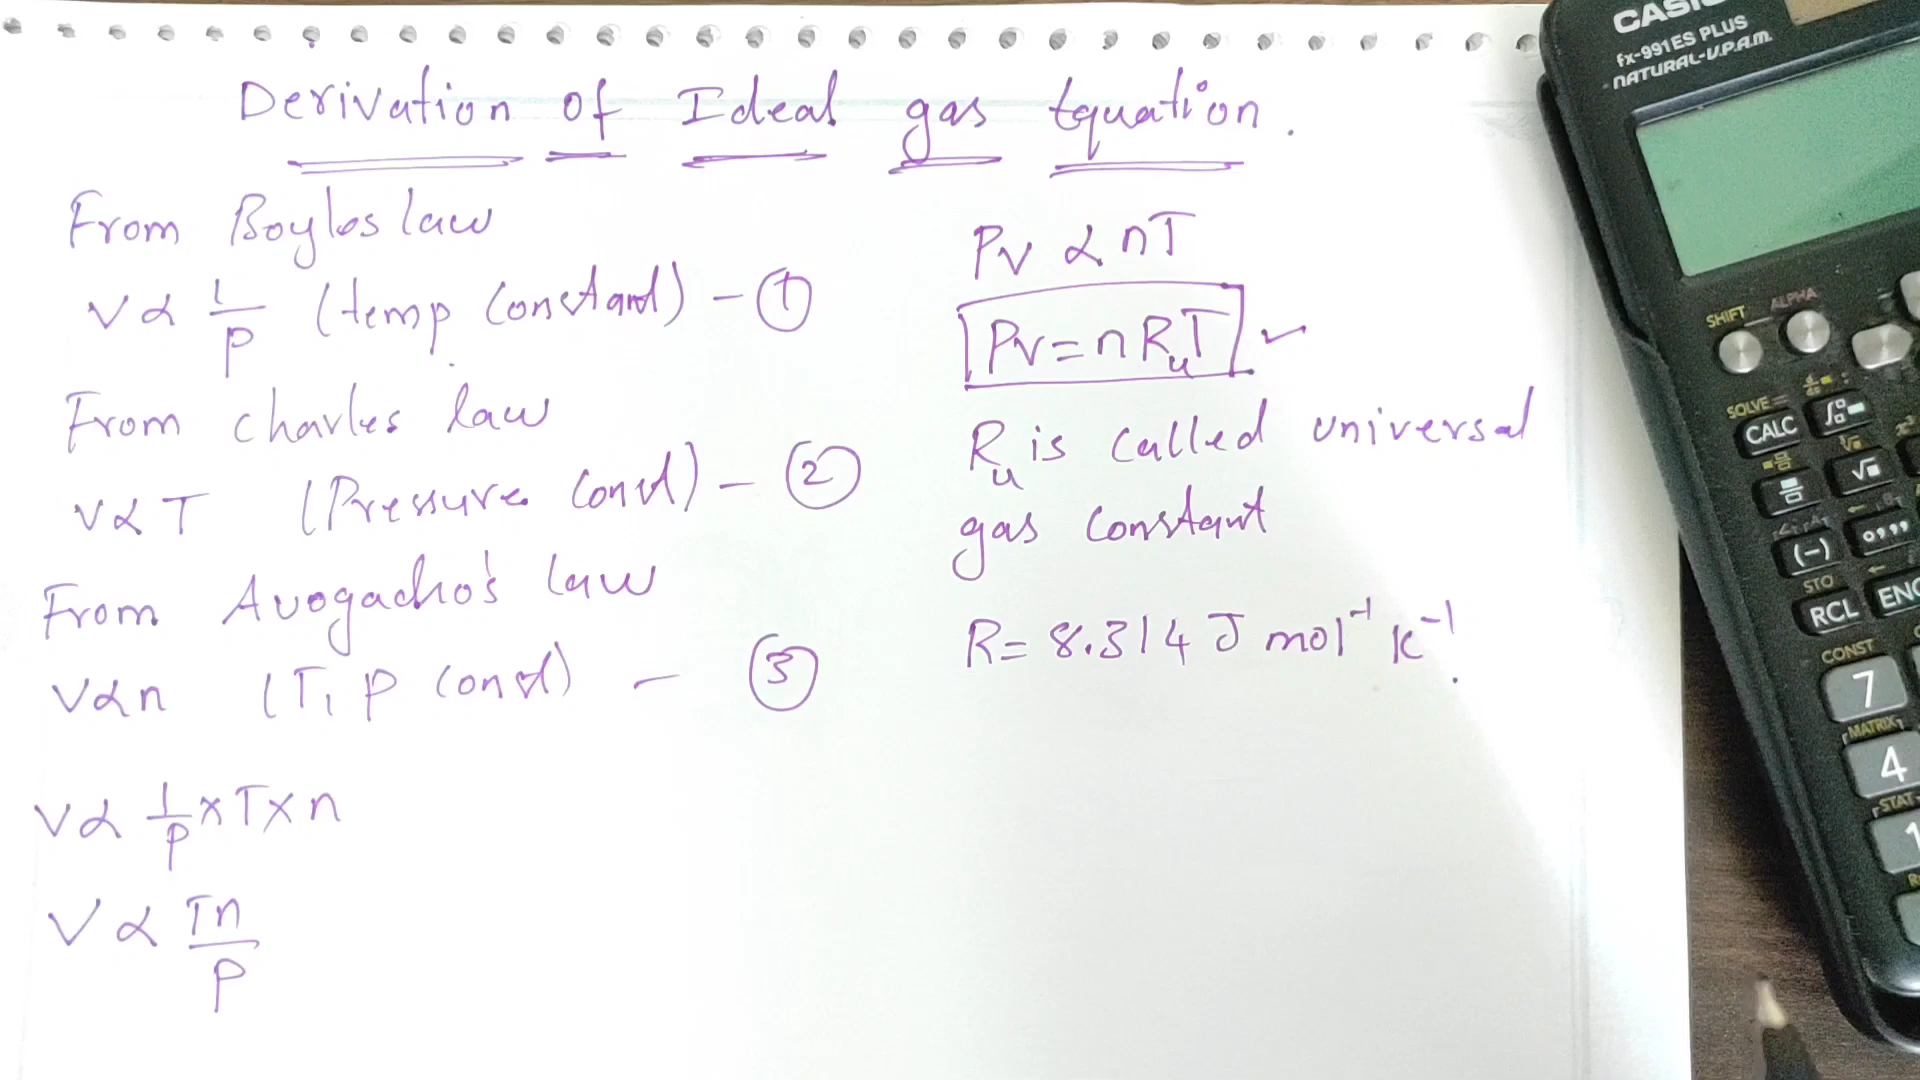 Derivation of Ideal gas Equation.
From Boyles law
V ∝ 1/P (temp Constant) - ①
From charles law
V ∝ T (Pressure Const) - ②
From Avogadro's law
V ∝ n (T, P Const) - ③
V ∝ 1/P × T × n
V ∝ Tn/P
PV ∝ nT
PV = nRuT ✓
Ru is called universal
gas constant
R = 8.314 J mol⁻¹ K⁻¹.
CASIO
fx-991ES PLUS
NATURAL-V.P.A.M.
SHIFT ALPHA
SOLVE =
CALC
(-)
STO
RCL ENG
CONST
7
MATRIX
4
STAT
1